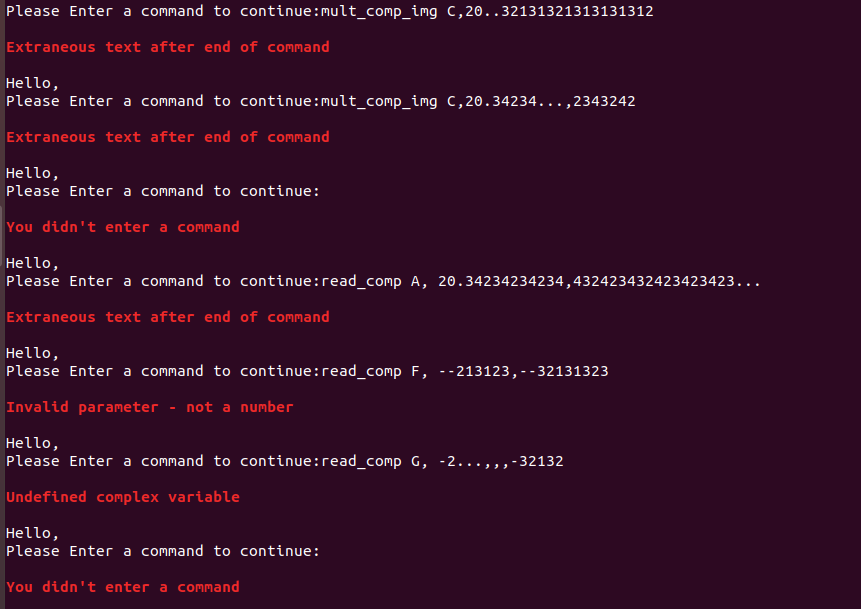 Please Enter a command to continue:mult_comp_img C,20..32131321313131312
Extraneous text after end of command
Hello,
Please Enter a command to continue:mult_comp_img C,20.34234...,2343242
Extraneous text after end of command
Hello,
Please Enter a command to continue:
You didn't enter a command
Hello,
Please Enter a command to continue:read_comp A, 20.34234234234,432423432423423423...
Extraneous text after end of command
Hello,
Please Enter a command to continue:read_comp F, --213123,--32131323
Invalid parameter - not a number
Hello,
Please Enter a command to continue:read_comp G, -2...,,,-32132
Undefined complex variable
Hello,
Please Enter a command to continue:
You didn't enter a command